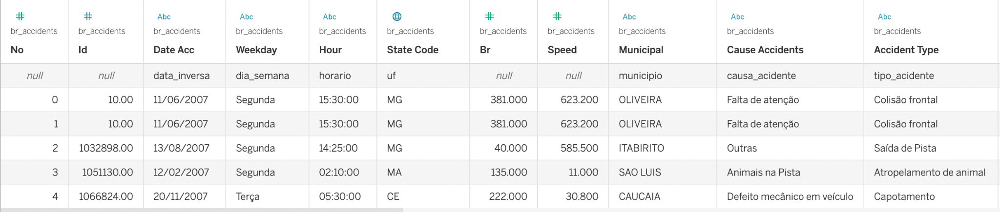 # # Abc Abc Abc # # Abc Abc Abc
br_accidents br_accidents br_accidents br_accidents br_accidents br_accidents br_accidents br_accidents br_accidents br_accidents br_accidents
No Id Date Acc Weekday Hour State Code Br Speed Municipal Cause Accidents Accident Type
null null data_inversa dia_semana horario uf null null municipio causa_acidente tipo_acidente
0 10.00 11/06/2007 Segunda 15:30:00 MG 381.000 623.200 OLIVEIRA Falta de atenção Colisão frontal
1 10.00 11/06/2007 Segunda 15:30:00 MG 381.000 623.200 OLIVEIRA Falta de atenção Colisão frontal
2 1032898.00 13/08/2007 Segunda 14:25:00 MG 40.000 585.500 ITABIRITO Outras Saída de Pista
3 1051130.00 12/02/2007 Segunda 02:10:00 MA 135.000 11.000 SAO LUIS Animais na Pista Atropelamento de animal
4 1066824.00 20/11/2007 Terça 05:30:00 CE 222.000 30.800 CAUCAIA Defeito mecânico em veículo Capotamento